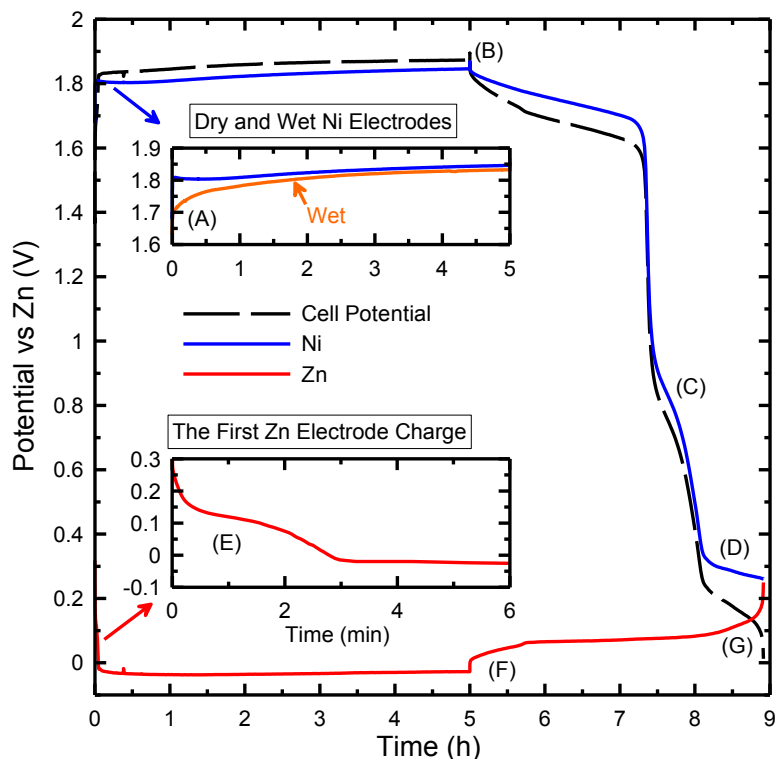 2
1.8
1.6
1.4
1.2
1
0.8
0.6
0.4
0.2
0
Potential vs Zn (V)
0 1 2 3 4 5 6 7 8 9
Time (h)
(B)
Dry and Wet Ni Electrodes
1.9
1.8
1.7
1.6
(A)
Wet
0 1 2 3 4 5
Cell Potential
Ni
Zn
(C)
The First Zn Electrode Charge
0.3
0.2
0.1
0
-0.1
(E)
0 2 4 6
Time (min)
(D)
(F)
(G)